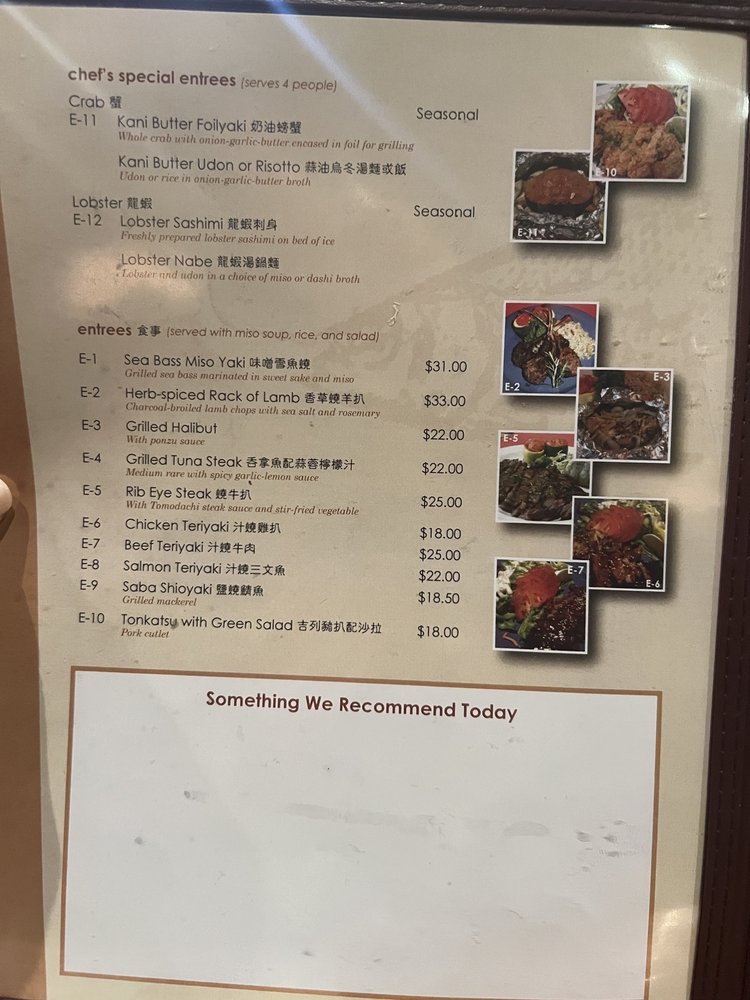 chef's special entrees (serves 4 people)
Crab 蟹 Seasonal
E-11 Kani Butter Foilyaki 奶油螃蟹
Whole crab with onion-garlic-butter encased in foil for grilling
Kani Butter Udon or Risotto 蒜油烏冬湯麵或飯
Udon or rice in onion-garlic-butter broth
Lobster 龍蝦 Seasonal
E-12 Lobster Sashimi 龍蝦刺身
Freshly prepared lobster sashimi on bed of ice
Lobster Nabe 龍蝦湯鍋麵
Lobster and udon in a choice of miso or dashi broth
E-10
E-11
entrees 食事 (served with miso soup, rice, and salad)
E-1 Sea Bass Miso Yaki 味噌雪魚燒 $31.00
Grilled sea bass marinated in sweet sake and miso
E-2 Herb-spiced Rack of Lamb 香草燒羊扒 $33.00
Charcoal-broiled lamb chops with sea salt and rosemary
E-3 Grilled Halibut $22.00
With ponzu sauce
E-4 Grilled Tuna Steak 吞拿魚配蒜蓉檸檬汁 $22.00
Medium rare with spicy garlic-lemon sauce
E-5 Rib Eye Steak 燒牛扒 $25.00
With Tomodachi steak sauce and stir-fried vegetable
E-6 Chicken Teriyaki 汁燒雞扒 $18.00
E-7 Beef Teriyaki 汁燒牛肉 $25.00
E-8 Salmon Teriyaki 汁燒三文魚 $22.00
E-9 Saba Shioyaki 鹽燒鯖魚 $18.50
Grilled mackerel
E-10 Tonkatsu with Green Salad 吉列豬扒配沙拉 $18.00
Pork cutlet
E-2
E-3
E-5
E-6
E-7
Something We Recommend Today